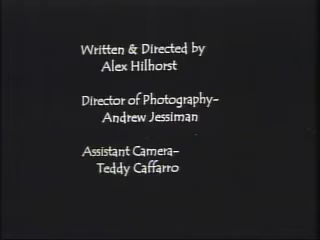 Written & Directed by
Alex Hilhorst
Director of Photography-
Andrew Jessiman
Assistant Camera-
Teddy Caffarro